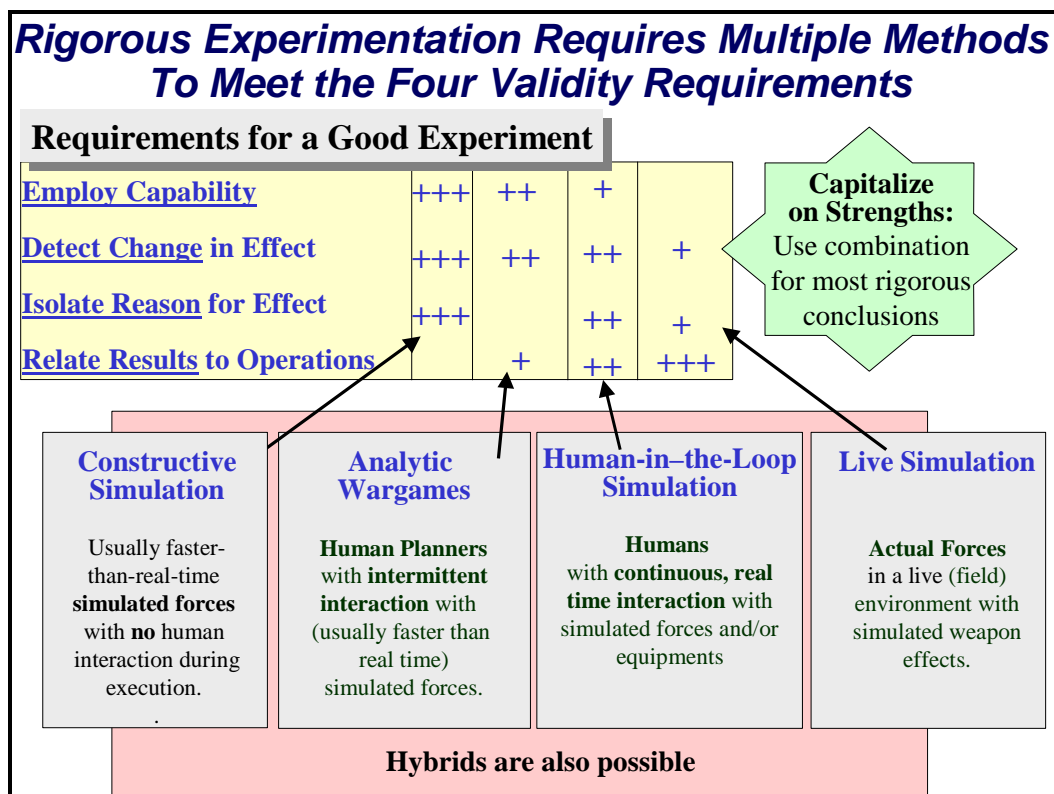 Rigorous Experimentation Requires Multiple Methods
To Meet the Four Validity Requirements
Requirements for a Good Experiment
Employ Capability +++ ++ +
Detect Change in Effect +++ ++ ++ +
Isolate Reason for Effect +++ ++ +
Relate Results to Operations + ++ +++
Capitalize
on Strengths:
Use combination
for most rigorous
conclusions
Constructive
Simulation
Usually faster-
than-real-time
simulated forces
with no human
interaction during
execution.
.
Analytic
Wargames
Human Planners
with intermittent
interaction with
(usually faster than
real time)
simulated forces.
Human-in–the-Loop
Simulation
Humans
with continuous, real
time interaction with
simulated forces and/or
equipments
Live Simulation
Actual Forces
in a live (field)
environment with
simulated weapon
effects.
Hybrids are also possible